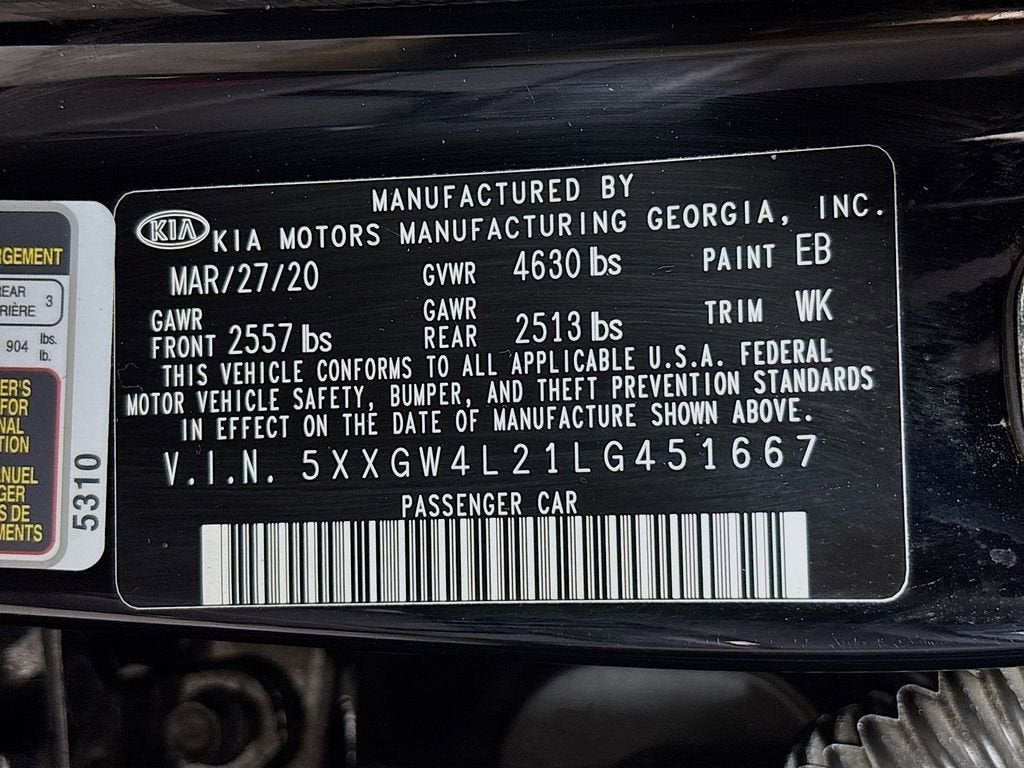 MANUFACTURED BY
KIA
KIA MOTORS MANUFACTURING GEORGIA, INC.
MAR/27/20 GVWR 4630 lbs PAINT EB
GAWR FRONT 2557 lbs GAWR REAR 2513 lbs TRIM WK
THIS VEHICLE CONFORMS TO ALL APPLICABLE U.S.A. FEDERAL
MOTOR VEHICLE SAFETY, BUMPER, AND THEFT PREVENTION STANDARDS
IN EFFECT ON THE DATE OF MANUFACTURE SHOWN ABOVE.
V.I.N. 5XXGW4L21LG451667
PASSENGER CAR
RGEMENT
EAR 3
RIÈRE
904 lbs.
lb.
ER'S
FOR
NAL
TION
ANUEL
GER
S DE
MENTS
5310